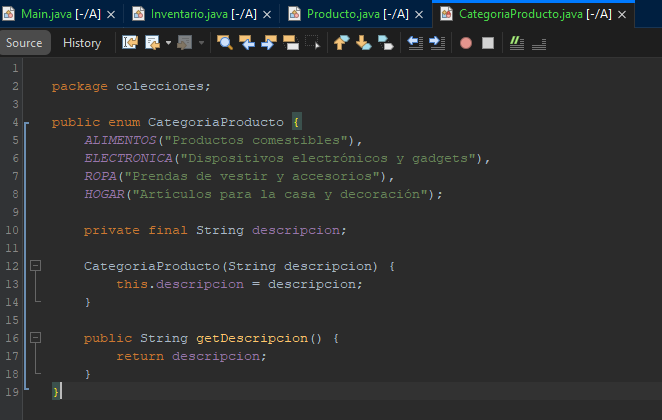 Main.java [-/A] Inventario.java [-/A] Producto.java [-/A] CategoriaProducto.java [-/A]
Source History
1
2 package colecciones;
3
4 public enum CategoriaProducto {
5 ALIMENTOS("Productos comestibles"),
6 ELECTRONICA("Dispositivos electrónicos y gadgets"),
7 ROPA("Prendas de vestir y accesorios"),
8 HOGAR("Artículos para la casa y decoración");
9
10 private final String descripcion;
11
12 CategoriaProducto(String descripcion) {
13 this.descripcion = descripcion;
14 }
15
16 public String getDescripcion() {
17 return descripcion;
18 }
19 }